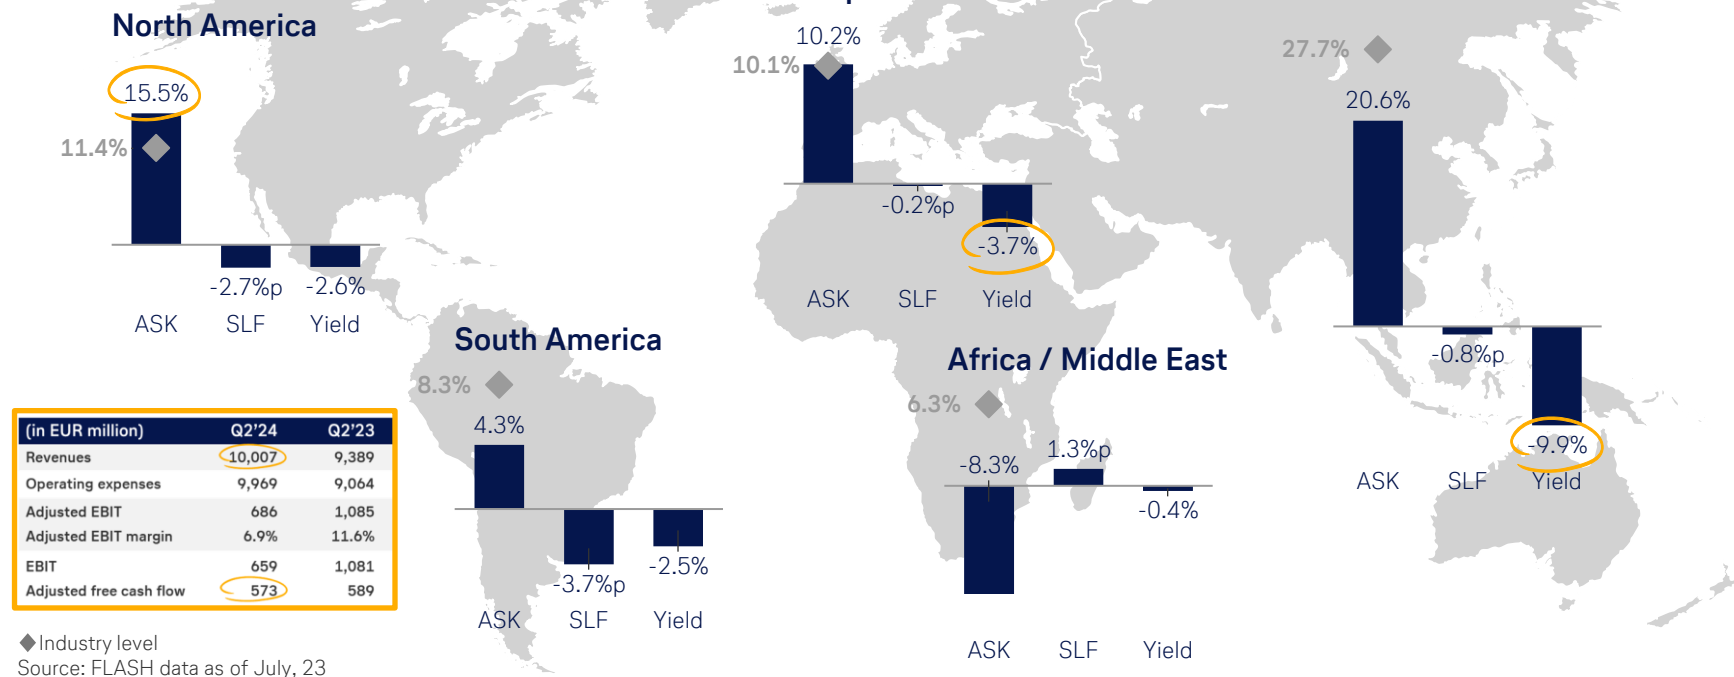 North America
15.5%
11.4%
-2.7%p -2.6%
ASK SLF Yield
10.2%
10.1%
-0.2%p
-3.7%
ASK SLF Yield
27.7%
20.6%
-0.8%p
-9.9%
ASK SLF Yield
South America
8.3%
4.3%
-3.7%p
-2.5%
ASK SLF Yield
Africa / Middle East
6.3%
-8.3%
1.3%p
-0.4%
ASK SLF Yield
(in EUR million) Q2’24 Q2’23
Revenues 10,007 9,389
Operating expenses 9,969 9,064
Adjusted EBIT 686 1,085
Adjusted EBIT margin 6.9% 11.6%
EBIT 659 1,081
Adjusted free cash flow 573 589
Industry level
Source: FLASH data as of July, 23